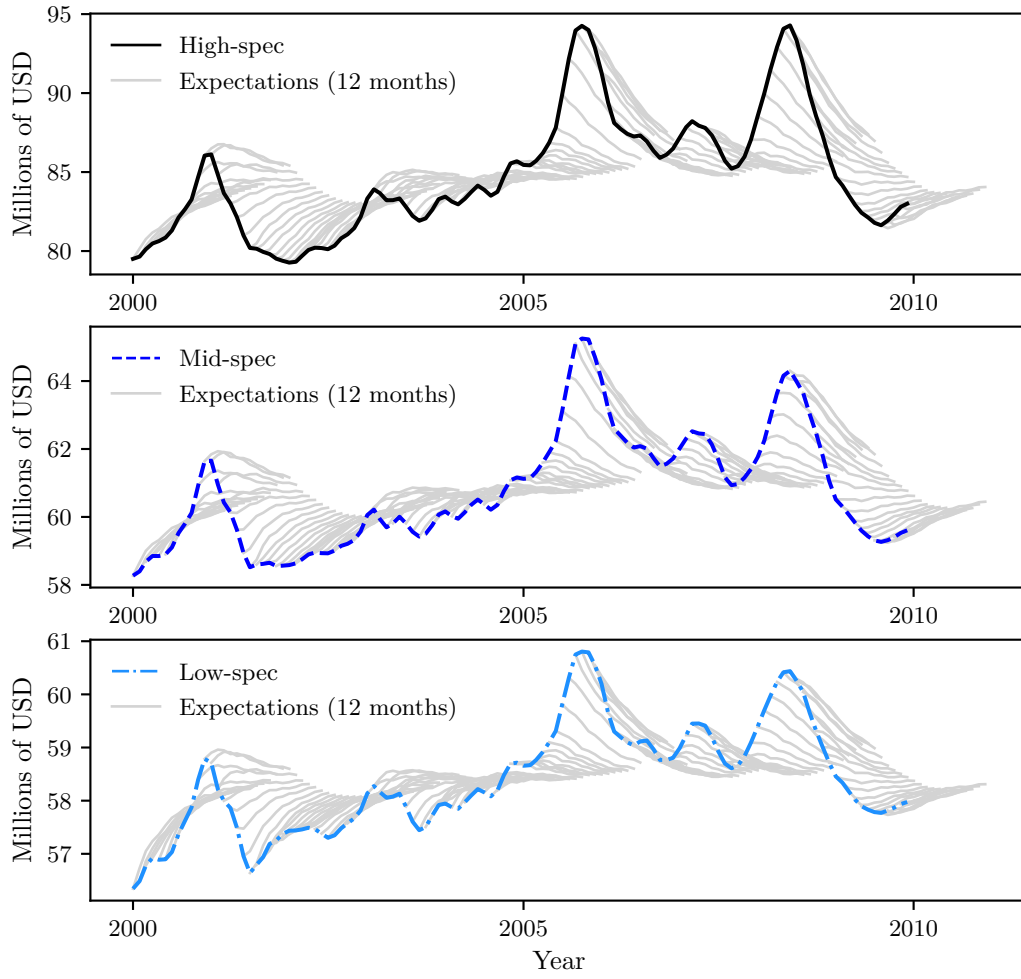 95
90
85
80
Millions of USD
High-spec
Expectations (12 months)
2000
2005
2010
64
62
60
58
Millions of USD
Mid-spec
Expectations (12 months)
2000
2005
2010
61
60
59
58
57
Millions of USD
Low-spec
Expectations (12 months)
2000
2005
2010
Year